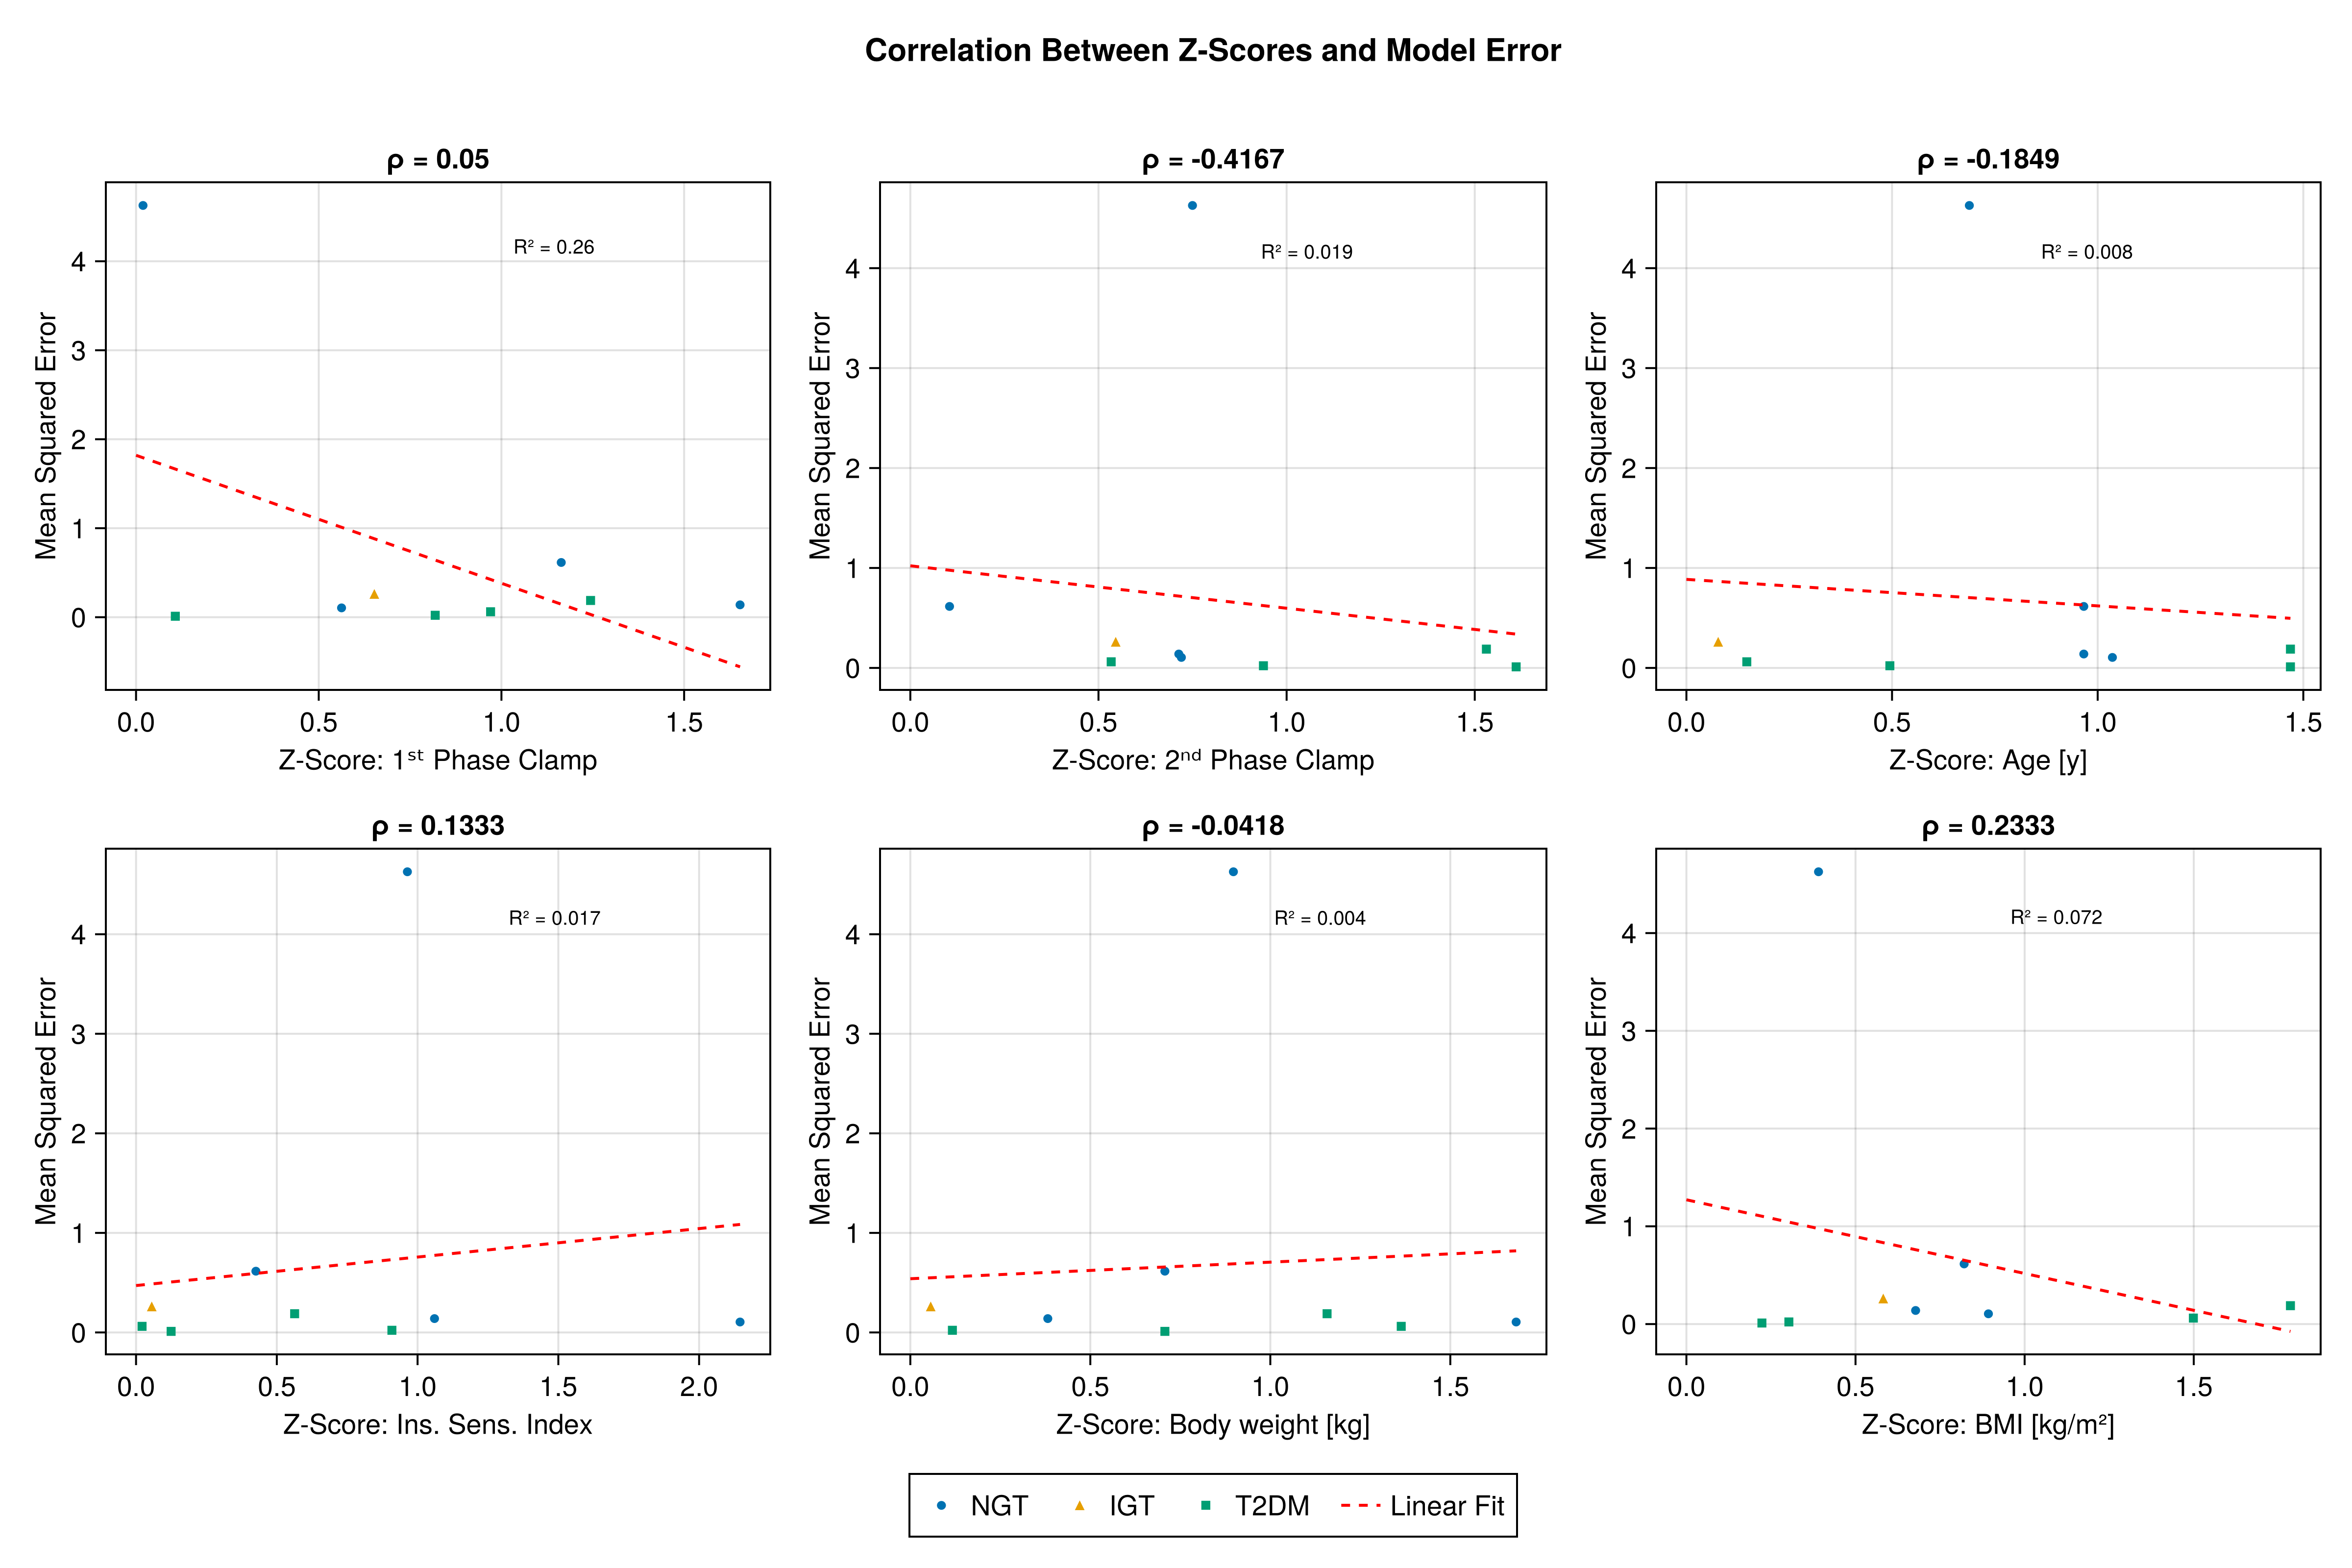 Correlation Between Z-Scores and Model Error
ρ = 0.05
R² = 0.26
Mean Squared Error
4
3
2
1
0
0.0 0.5 1.0 1.5
Z-Score: 1ˢᵗ Phase Clamp
ρ = -0.4167
R² = 0.019
Mean Squared Error
4
3
2
1
0
0.0 0.5 1.0 1.5
Z-Score: 2ⁿᵈ Phase Clamp
ρ = -0.1849
R² = 0.008
Mean Squared Error
4
3
2
1
0
0.0 0.5 1.0 1.5
Z-Score: Age [y]
ρ = 0.1333
R² = 0.017
Mean Squared Error
4
3
2
1
0
0.0 0.5 1.0 1.5 2.0
Z-Score: Ins. Sens. Index
ρ = -0.0418
R² = 0.004
Mean Squared Error
4
3
2
1
0
0.0 0.5 1.0 1.5
Z-Score: Body weight [kg]
ρ = 0.2333
R² = 0.072
Mean Squared Error
4
3
2
1
0
0.0 0.5 1.0 1.5
Z-Score: BMI [kg/m²]
NGT IGT T2DM Linear Fit